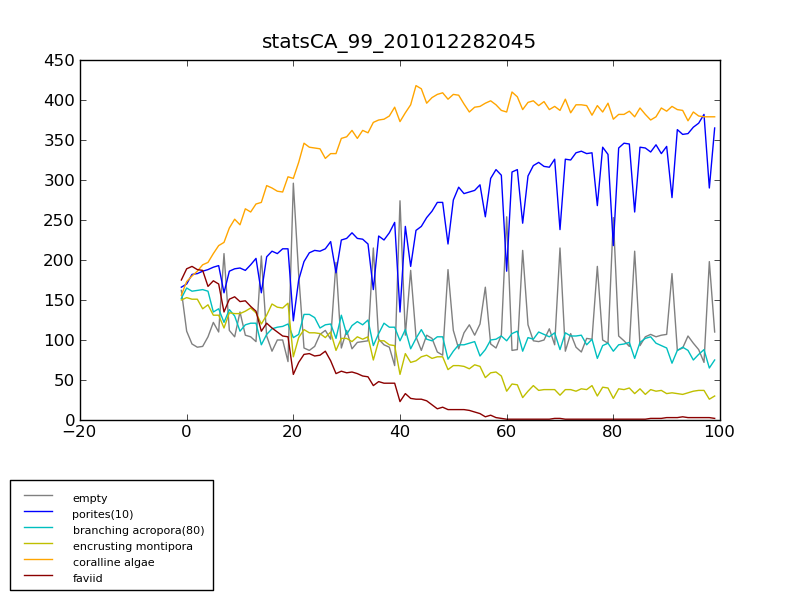 statsCA_99_201012282045
450
400
350
300
250
200
150
100
50
0
−20 0 20 40 60 80 100
empty
porites(10)
branching acropora(80)
encrusting montipora
coralline algae
faviid